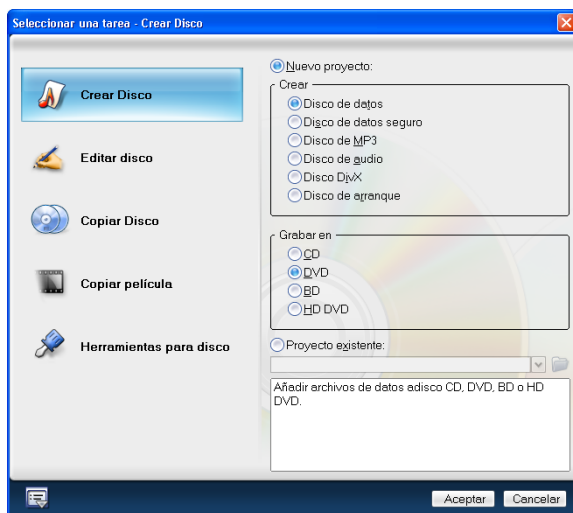 Seleccionar una tarea - Crear Disco
Crear Disco
Editar disco
Copiar Disco
Copiar película
Herramientas para disco
Nuevo proyecto:
Crear
Disco de datos
Disco de datos seguro
Disco de MP3
Disco de audio
Disco DivX
Disco de arranque
Grabar en
CD
DVD
BD
HD DVD
Proyecto existente:
Añadir archivos de datos adisco CD, DVD, BD o HD
DVD.
Aceptar
Cancelar